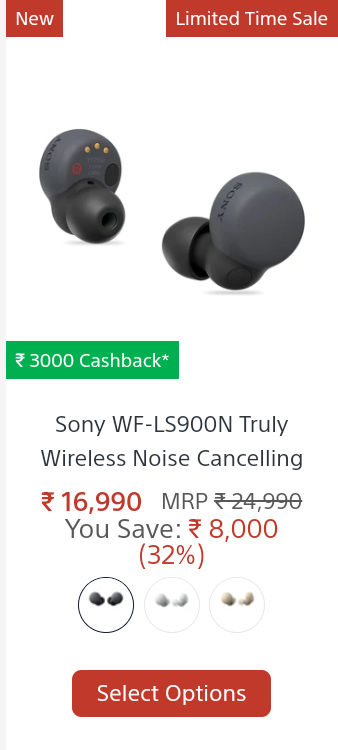 New
Limited Time Sale
SONY
SONY
₹ 3000 Cashback*
Sony WF-LS900N Truly
Wireless Noise Cancelling
₹ 16,990 MRP ₹ 24,990
You Save: ₹ 8,000
(32%)
Select Options